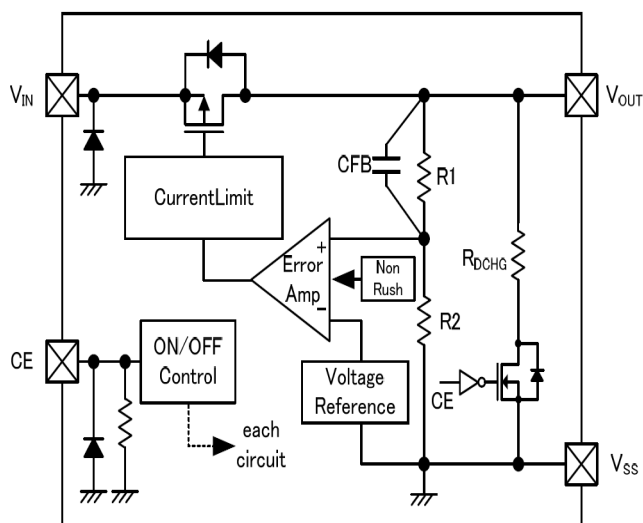 VIN
VOUT
CFB
R1
CurrentLimit
+
Error
Amp
−
Non
Rush
RDCHG
R2
CE
ON/OFF
Control
Voltage
Reference
CE
each
circuit
VSS